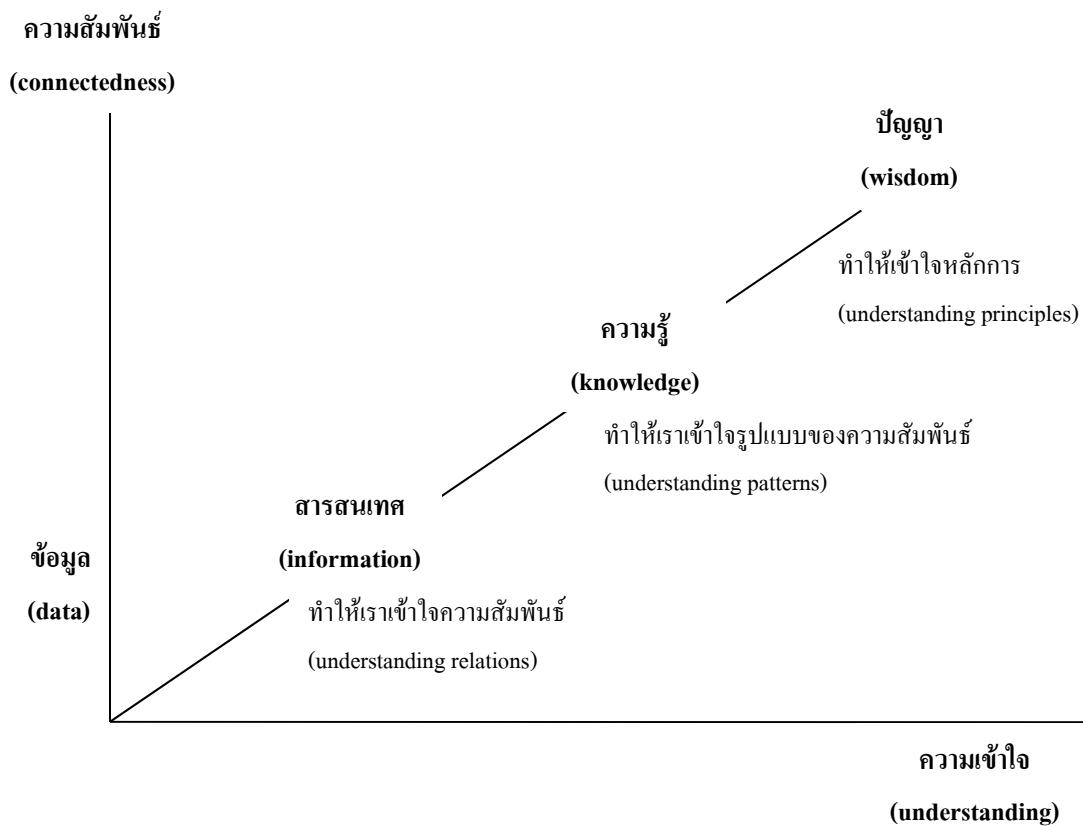 ความสัมพันธ์
(connectedness)
ปัญญา
(wisdom)
ทำให้เข้าใจหลักการ
(understanding principles)
ความรู้
(knowledge)
ทำให้เราเข้าใจรูปแบบของความสัมพันธ์
(understanding patterns)
สารสนเทศ
(information)
ข้อมูล
(data)
ทำให้เราเข้าใจความสัมพันธ์
(understanding relations)
ความเข้าใจ
(understanding)